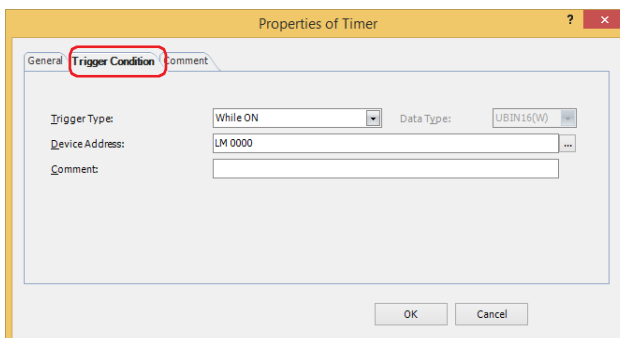 Properties of Timer ? ×
General Trigger Condition Comment
Trigger Type: While ON Data Type: UBIN16(W)
Device Address: LM 0000 ...
Comment:
OK Cancel